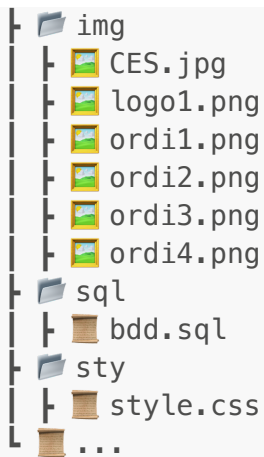 img
CES.jpg
logo1.png
ordi1.png
ordi2.png
ordi3.png
ordi4.png
sql
bdd.sql
sty
style.css
...